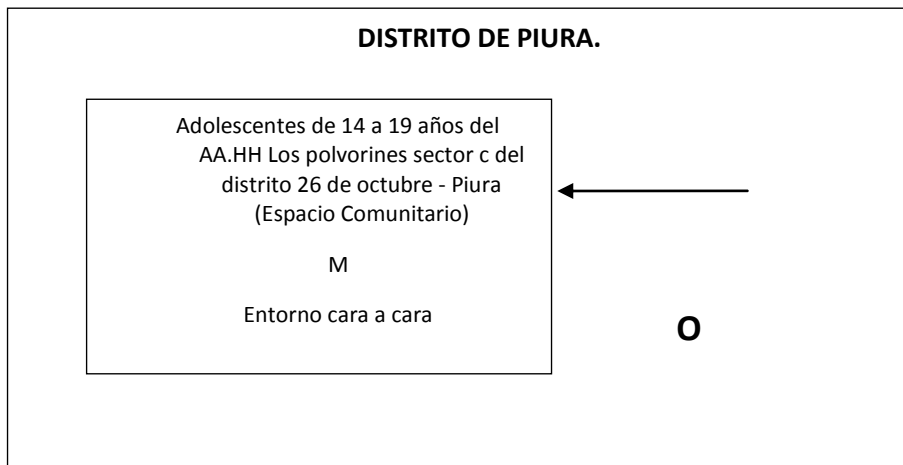 DISTRITO DE PIURA.
Adolescentes de 14 a 19 años del
AA.HH Los polvorines sector c del
distrito 26 de octubre - Piura
(Espacio Comunitario)
M
Entorno cara a cara
O